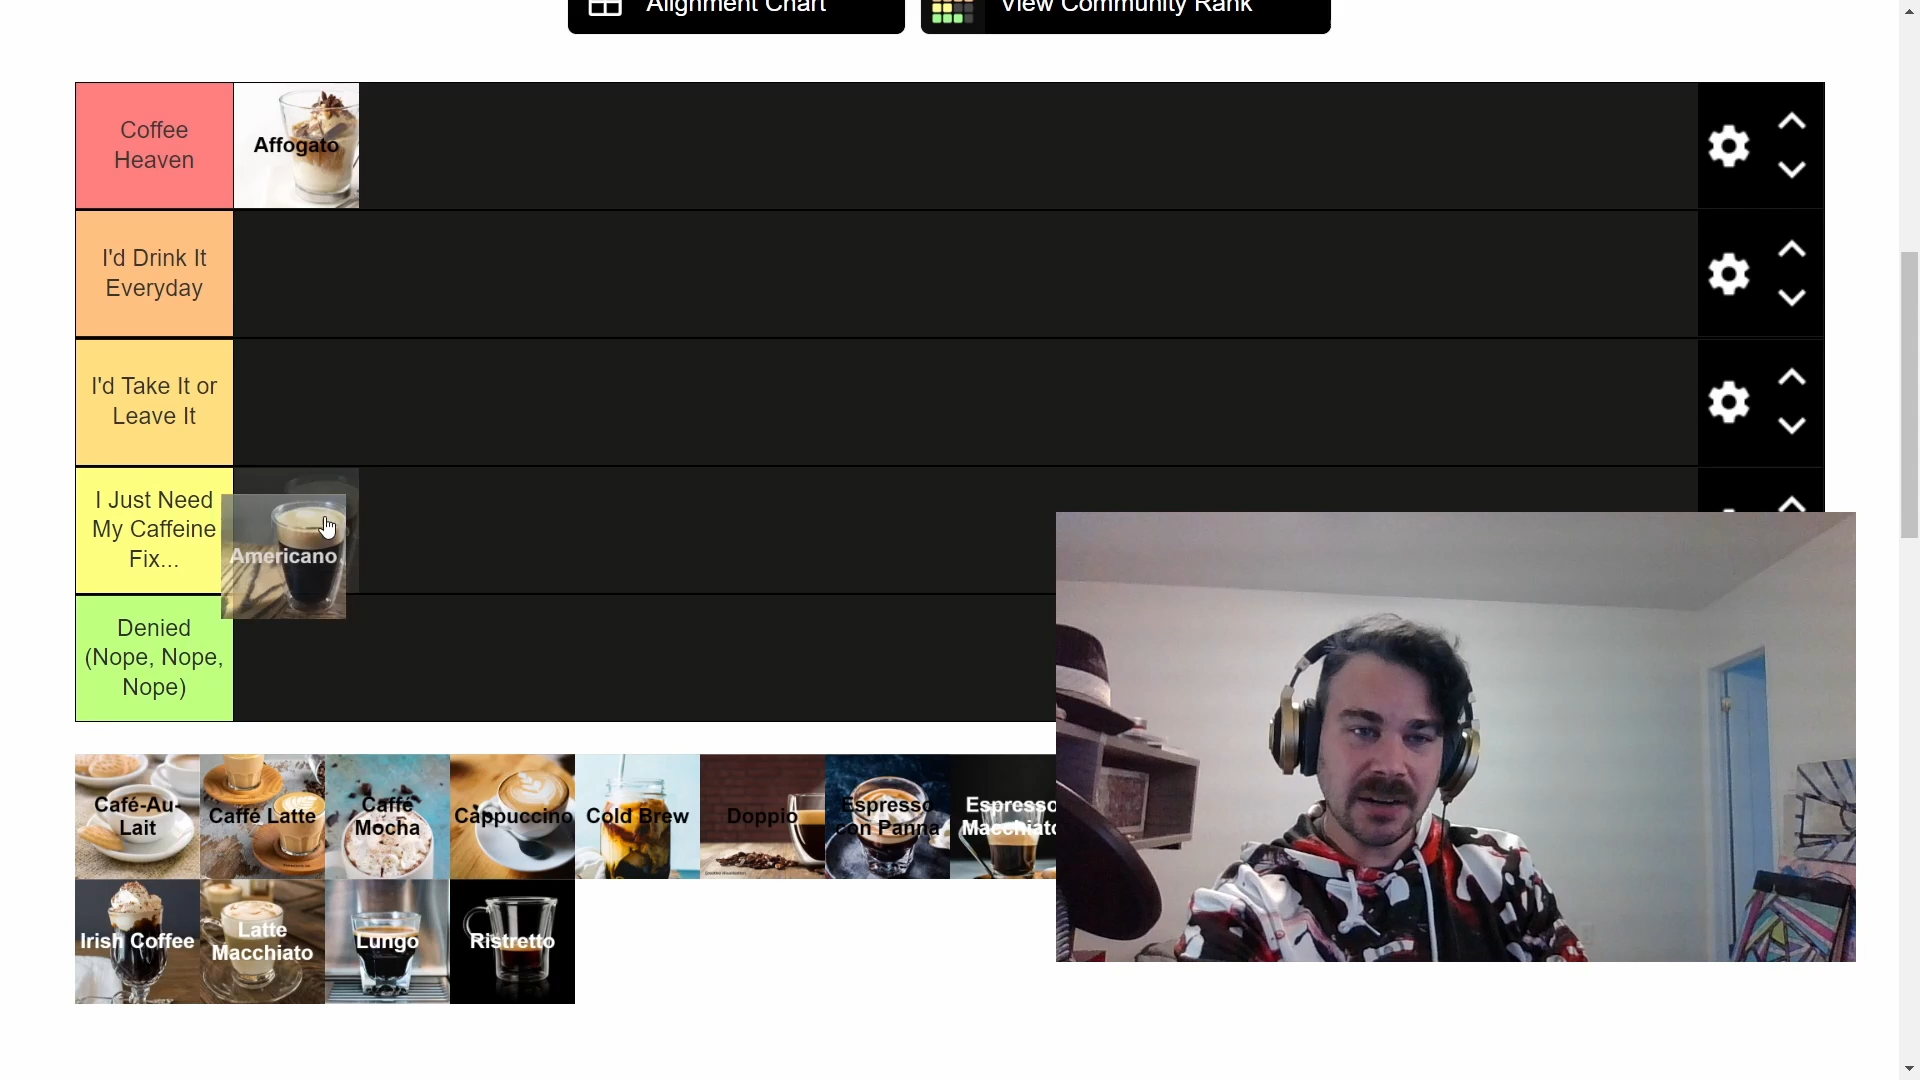 Alignment Chart
View Community Rank
Coffee
Heaven
Affogato
I'd Drink It
Everyday
I'd Take It or
Leave It
I Just Need
My Caffeine
Fix...
Americano
Denied
(Nope, Nope,
Nope)
Café-Au-
Lait
Caffé Latte
Caffé
Mocha
Cappuccino
Cold Brew
Doppio
Espresso
con Panna
Espresso
Macchiato
Irish Coffee
Latte
Macchiato
Lungo
Ristretto